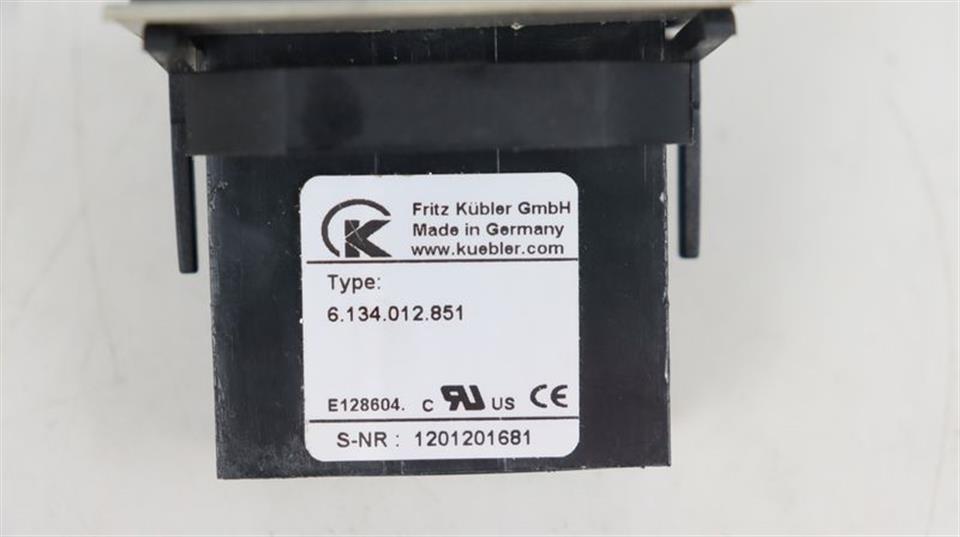 K
Fritz Kübler GmbH
Made in Germany
www.kuebler.com
Type:
6.134.012.851
E128604. C RU US CE
S-NR : 1201201681